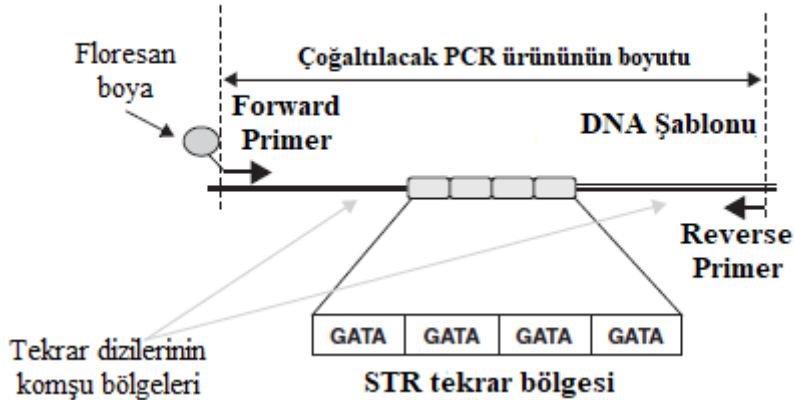 Floresan
boya
Çoğaltılacak PCR ürününün boyutu
Forward
Primer
DNA Şablonu
Reverse
Primer
GATA GATA GATA GATA
Tekrar dizilerinin
komşu bölgeleri
STR tekrar bölgesi